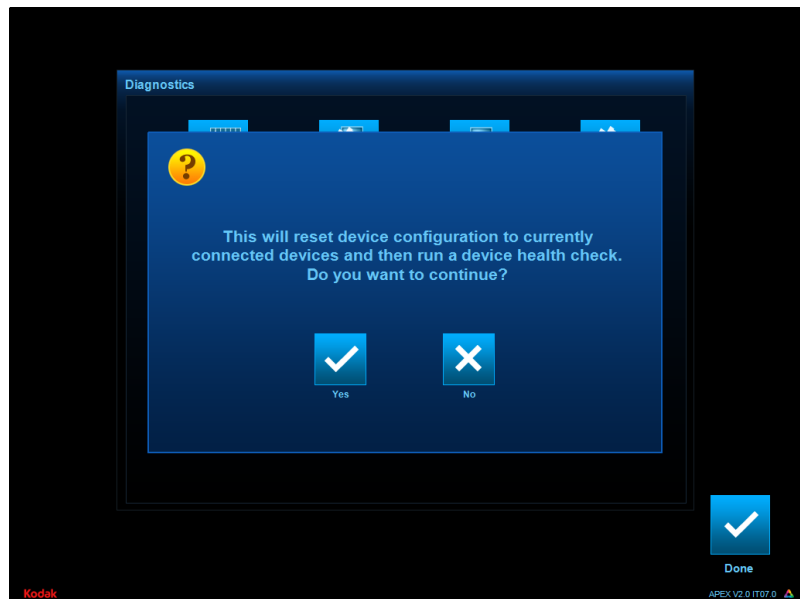 Diagnostics
?
This will reset device configuration to currently
connected devices and then run a device health check.
Do you want to continue?
Yes
No
Done
Kodak
APEX V2.0 IT07.0